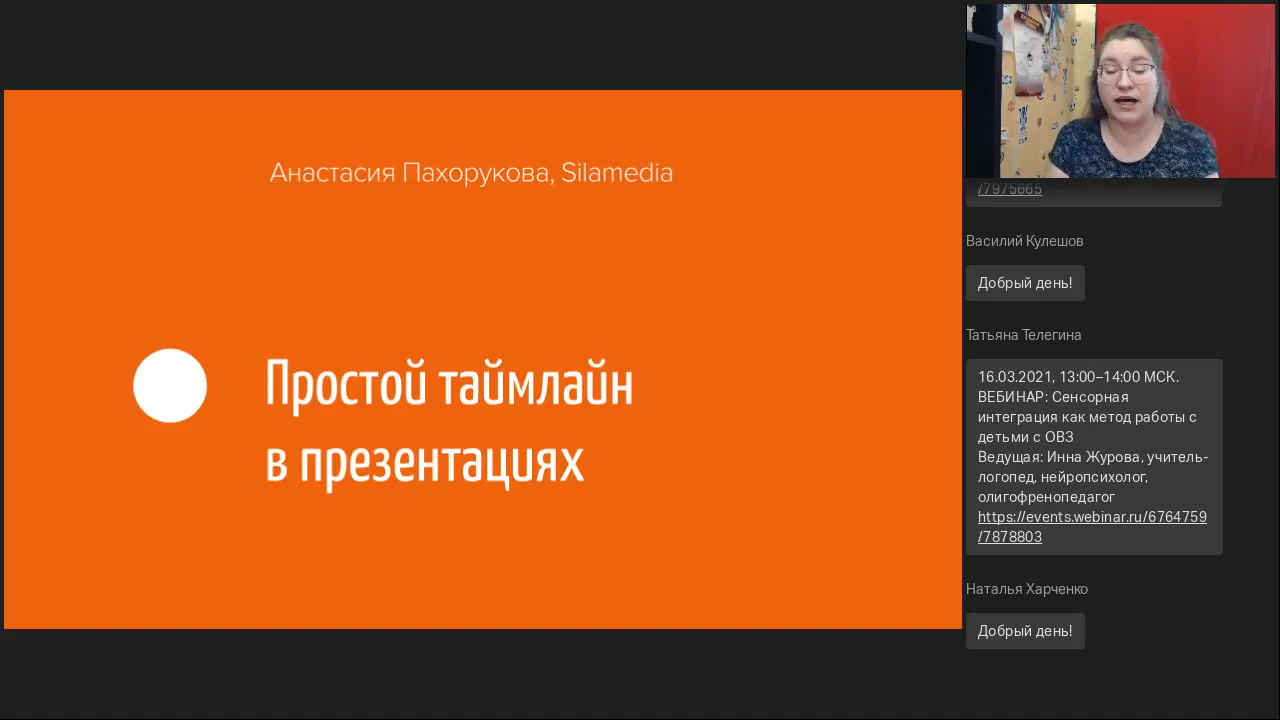 Анастасия Пахорукова, Silamedia
Простой таймлайн
в презентациях
/7975665
Василий Кулешов
Добрый день!
Татьяна Телегина
16.03.2021, 13:00–14:00 МСК.
ВЕБИНАР: Сенсорная
интеграция как метод работы с
детьми с ОВЗ
Ведущая: Инна Журова, учитель-
логопед, нейропсихолог,
олигофренопедагог
https://events.webinar.ru/6764759
/7878803
Наталья Харченко
Добрый день!